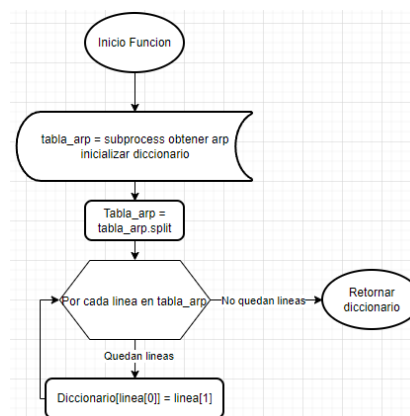 Inicio Funcion
tabla_arp = subprocess obtener arp
inicializar diccionario
Tabla_arp =
tabla_arp.split
Por cada linea en tabla_arp
No quedan lineas
Retornar
diccionario
Quedan lineas
Diccionario[linea[0]] = linea[1]